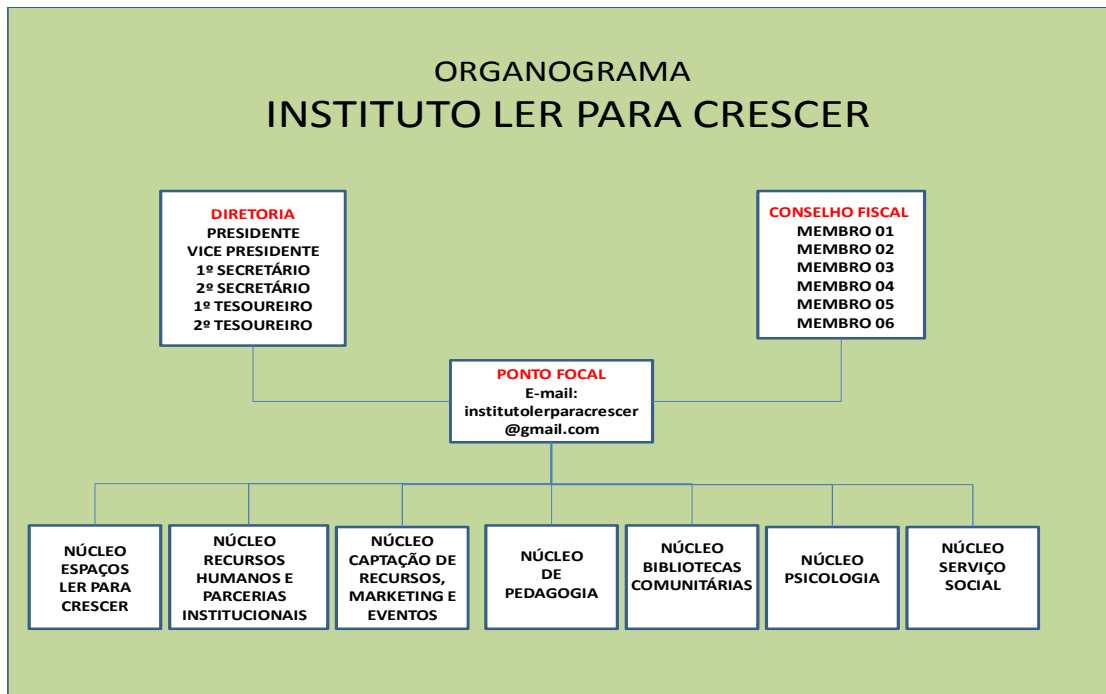 ORGANOGRAMA
INSTITUTO LER PARA CRESCER
DIRETORIA
PRESIDENTE
VICE PRESIDENTE
1º SECRETÁRIO
2º SECRETÁRIO
1º TESOUREIRO
2º TESOUREIRO
CONSELHO FISCAL
MEMBRO 01
MEMBRO 02
MEMBRO 03
MEMBRO 04
MEMBRO 05
MEMBRO 06
PONTO FOCAL
E-mail:
institutolerparacrescer
@gmail.com
NÚCLEO
ESPAÇOS
LER PARA
CRESCER
NÚCLEO
RECURSOS
HUMANOS E
PARCERIAS
INSTITUCIONAIS
NÚCLEO
CAPTAÇÃO DE
RECURSOS,
MARKETING E
EVENTOS
NÚCLEO
DE
PEDAGOGIA
NÚCLEO
BIBLIOTECAS
COMUNITÁRIAS
NÚCLEO
PSICOLOGIA
NÚCLEO
SERVIÇO
SOCIAL